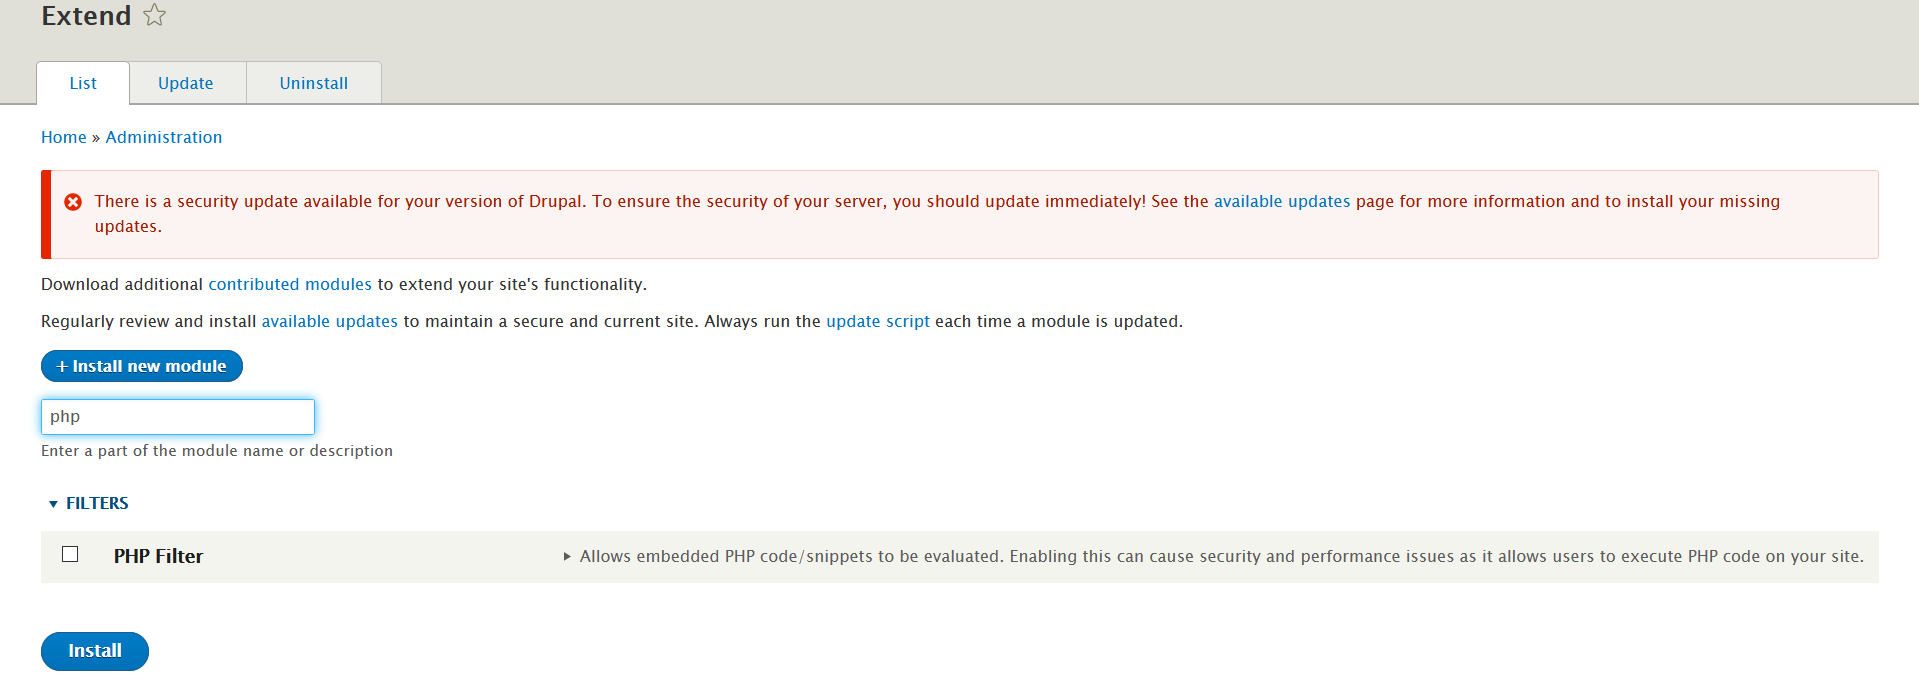 Extend
List Update Uninstall
Home » Administration
There is a security update available for your version of Drupal. To ensure the security of your server, you should update immediately! See the available updates page for more information and to install your missing
updates.
Download additional contributed modules to extend your site's functionality.
Regularly review and install available updates to maintain a secure and current site. Always run the update script each time a module is updated.
+ Install new module
php
Enter a part of the module name or description
FILTERS
PHP Filter Allows embedded PHP code/snippets to be evaluated. Enabling this can cause security and performance issues as it allows users to execute PHP code on your site.
Install